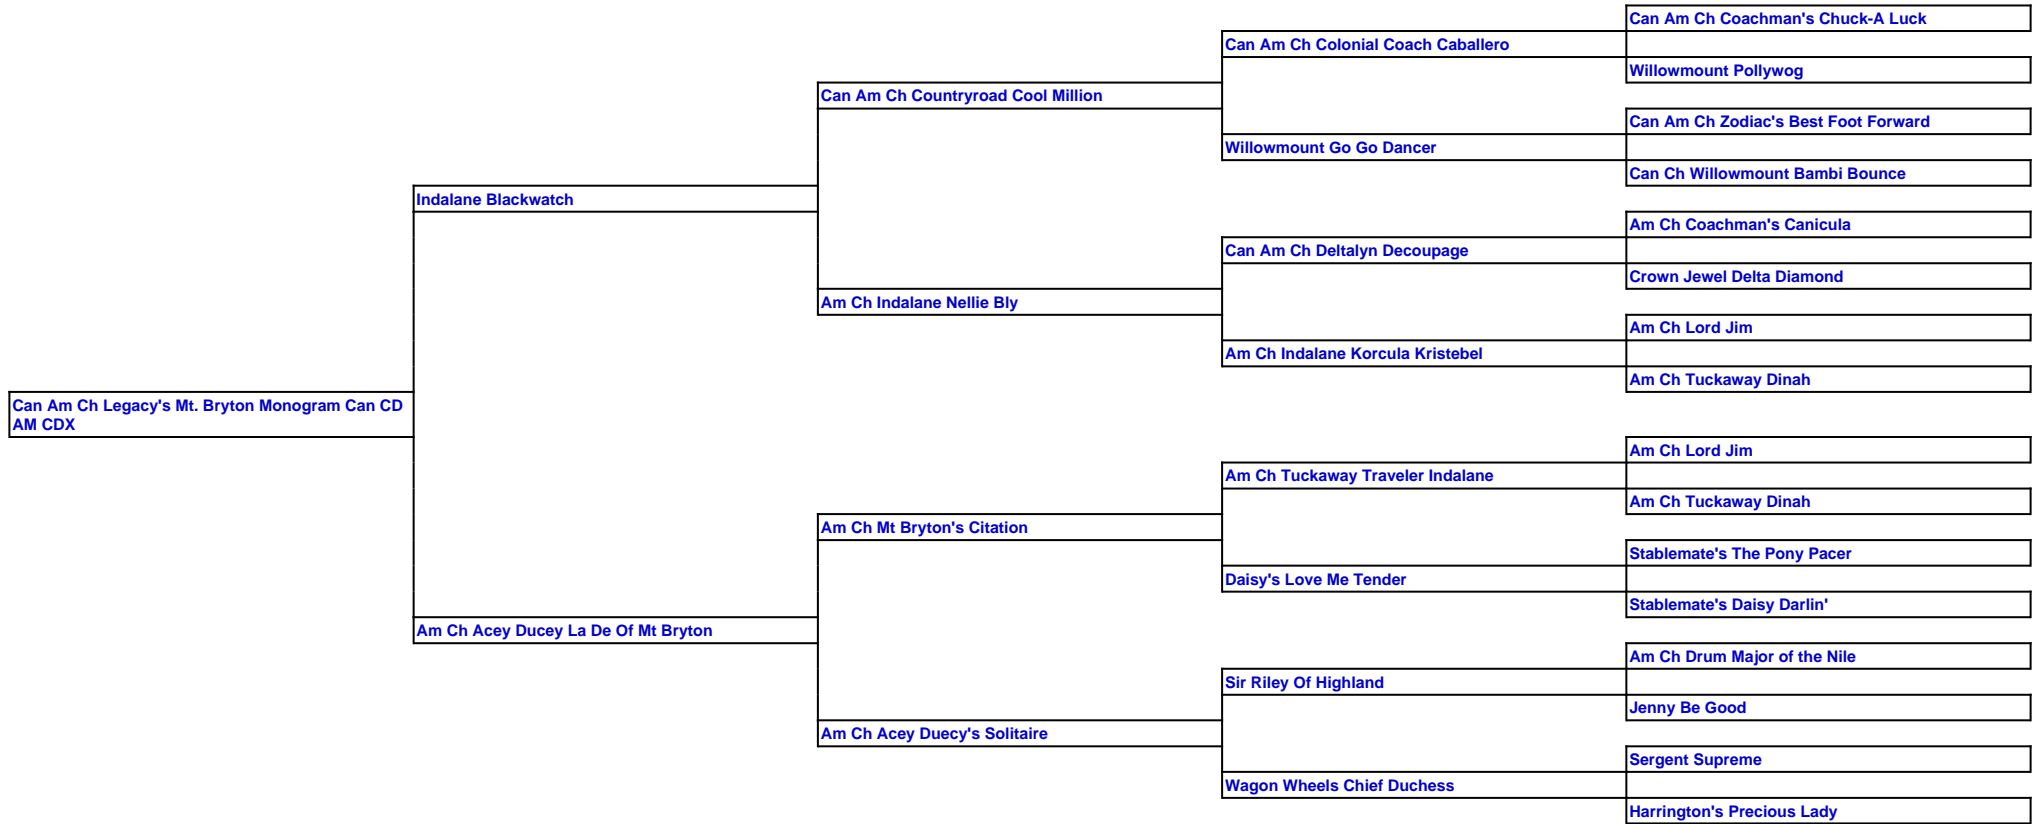 Can Am Ch Coachman's Chuck-A Luck
Can Am Ch Colonial Coach Caballero
Willowmount Pollywog
Can Am Ch Countryroad Cool Million
Can Am Ch Zodiac's Best Foot Forward
Willowmount Go Go Dancer
Can Ch Willowmount Bambi Bounce
Indalane Blackwatch
Am Ch Coachman's Canicula
Can Am Ch Deltalyn Decoupage
Crown Jewel Delta Diamond
Am Ch Indalane Nellie Bly
Am Ch Lord Jim
Am Ch Indalane Korcula Kristebel
Am Ch Tuckaway Dinah
Can Am Ch Legacy's Mt. Bryton Monogram Can CD
AM CDX
Am Ch Lord Jim
Am Ch Tuckaway Traveler Indalane
Am Ch Tuckaway Dinah
Am Ch Mt Bryton's Citation
Stablemate's The Pony Pacer
Daisy's Love Me Tender
Stablemate's Daisy Darlin'
Am Ch Acey Ducey La De Of Mt Bryton
Am Ch Drum Major of the Nile
Sir Riley Of Highland
Jenny Be Good
Am Ch Acey Duecy's Solitaire
Sergent Supreme
Wagon Wheels Chief Duchess
Harrington's Precious Lady